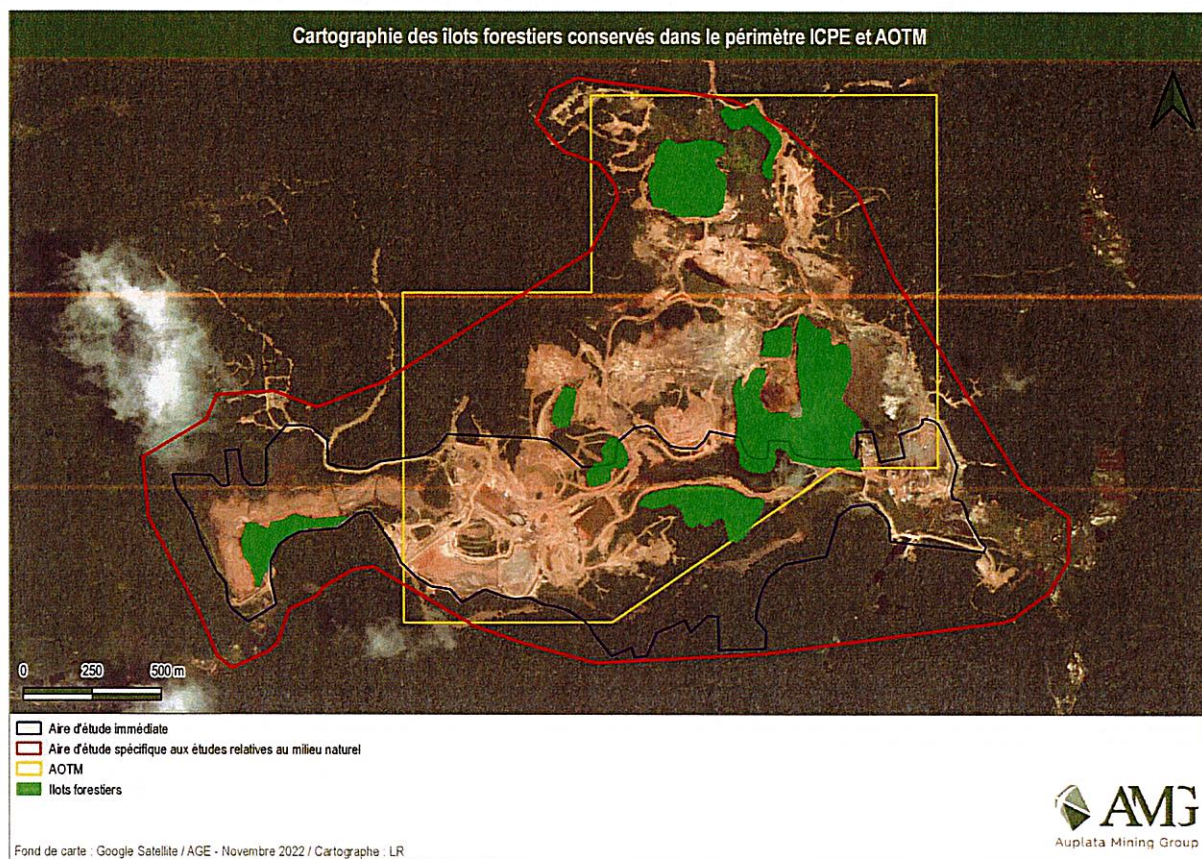 Cartographie des îlots forestiers conservés dans le périmètre ICPE et AOTM
0 250 500 m
Aire d'étude immédiate
Aire d'étude spécifique aux études relatives au milieu naturel
AOTM
Ilots forestiers
AMG
Auplata Mining Group
Fond de carte : Google Satellite / AGE - Novembre 2022 / Cartographe : LR